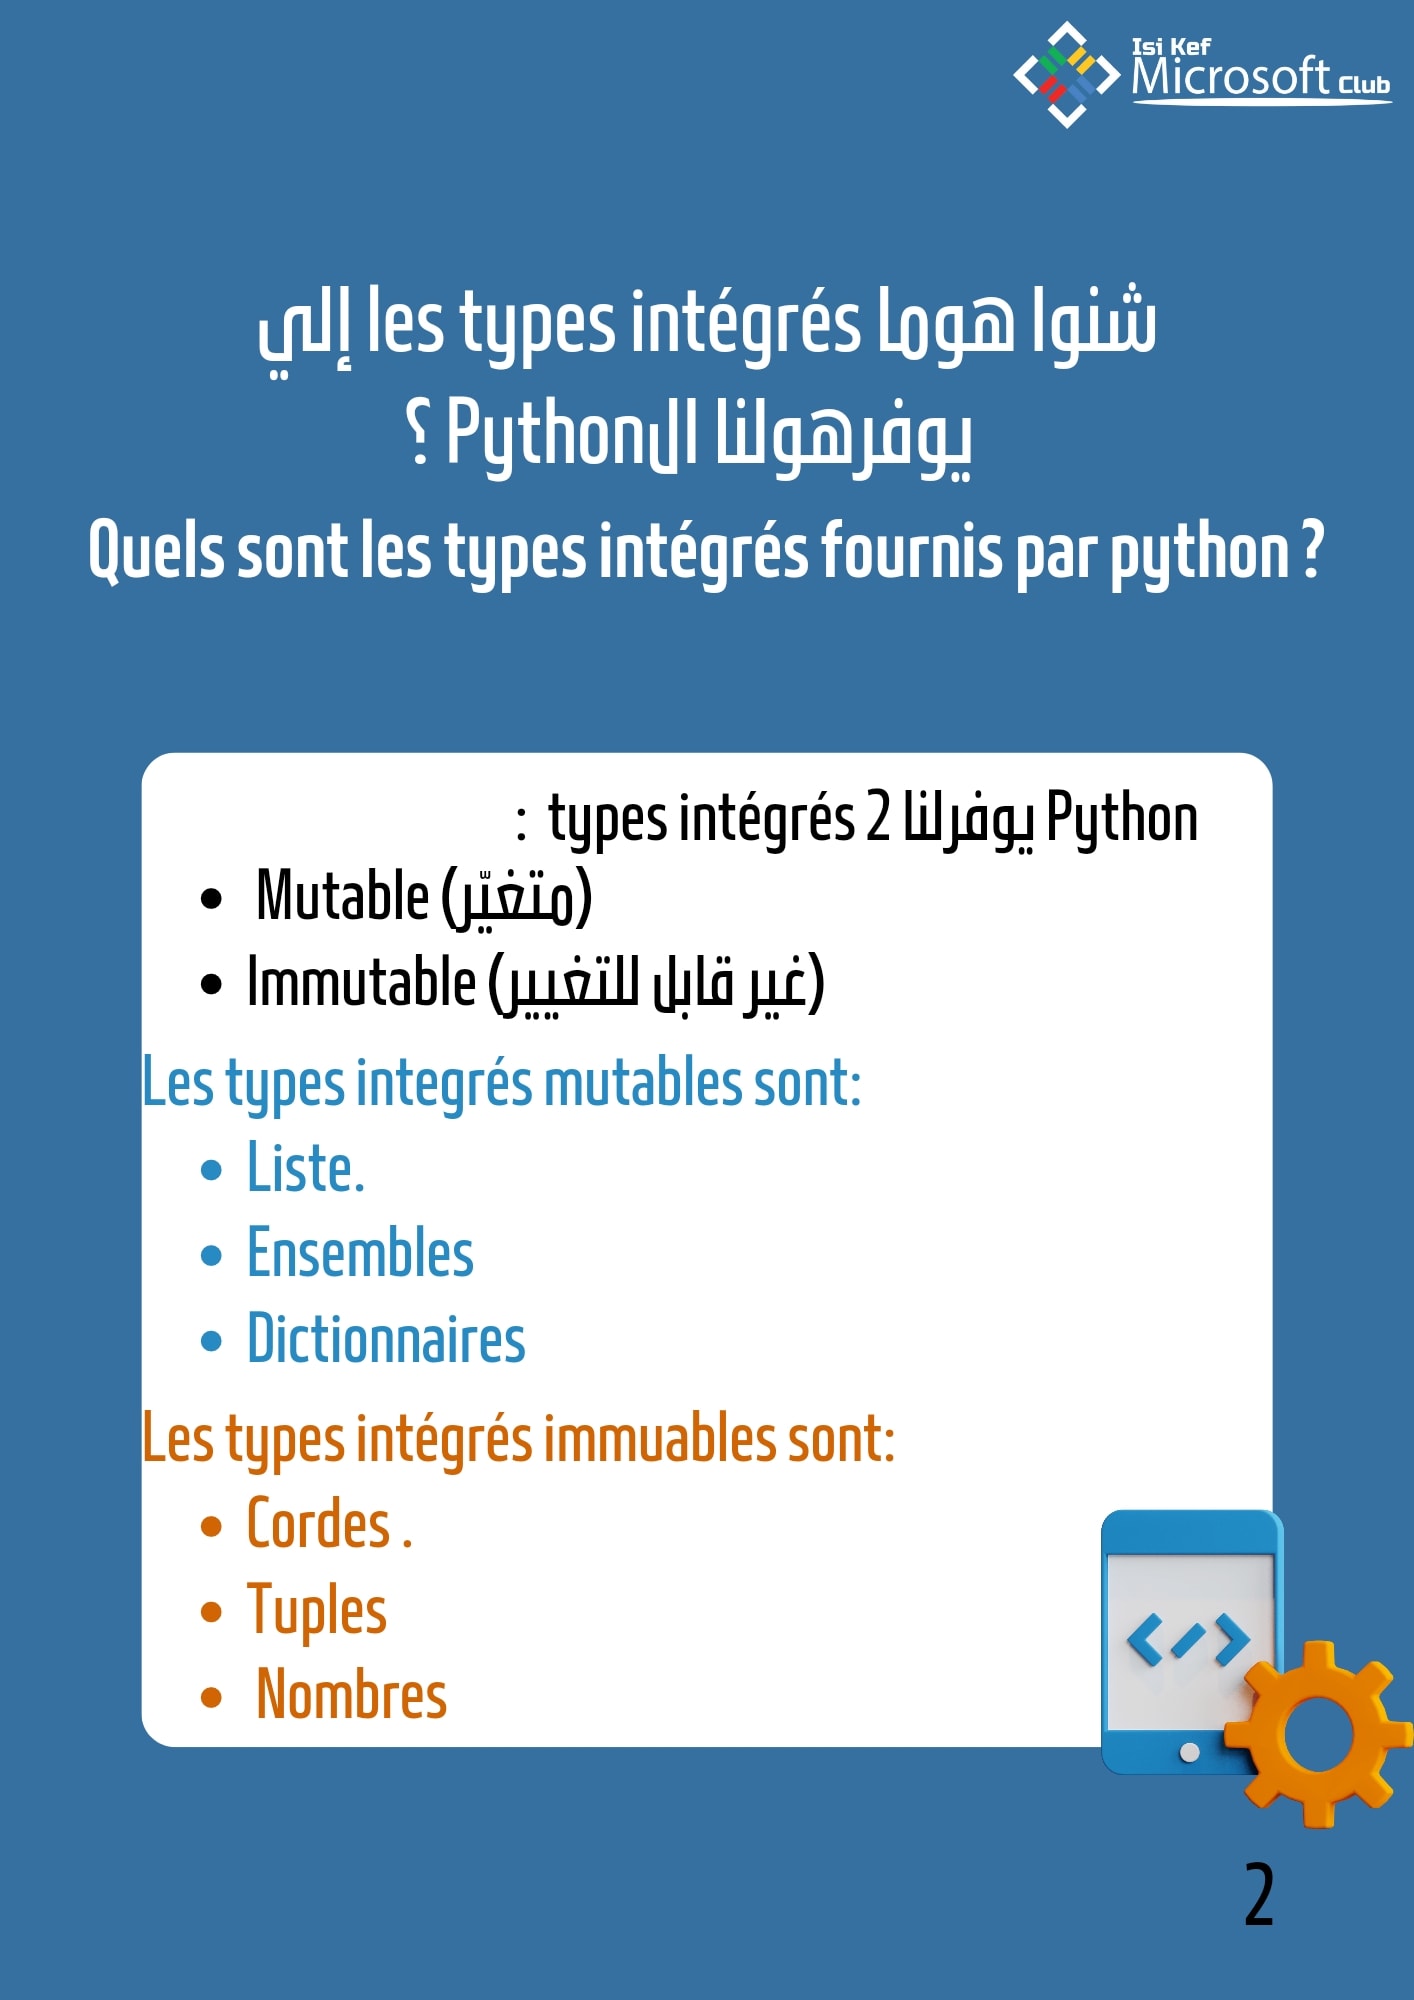 Isi Kef
Microsoft Club
شنوا هوما les types intégrés إلي
يوفرهولنا الPython ؟
Quels sont les types intégrés fournis par python ?
Python يوفرلنا 2 types intégrés :
• Mutable (متغيّر)
• Immutable (غير قابل للتغيير)
Les types integrés mutables sont:
• Liste.
• Ensembles
• Dictionnaires
Les types intégrés immuables sont:
• Cordes .
• Tuples
• Nombres
2